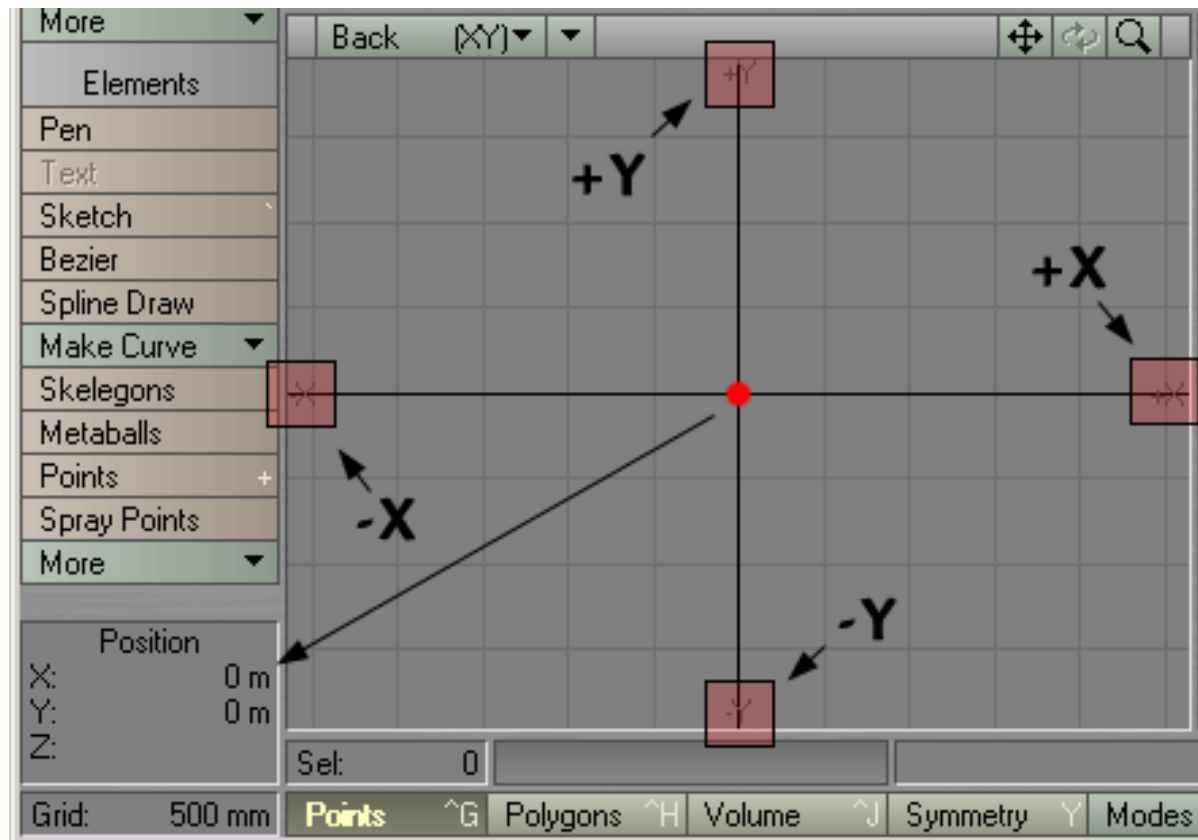 More
Back (XY)
Elements
+Y
Pen
Text
+Y
Sketch `
Bezier
+X
Spline Draw
Make Curve
Skelegons
-X
+X
Metaballs
Points +
-X
Spray Points
More
-Y
Position
X: 0 m
Y: 0 m
-Y
Z:
Sel: 0
Grid: 500 mm
Points ^G
Polygons ^H
Volume ^J
Symmetry Y
Modes